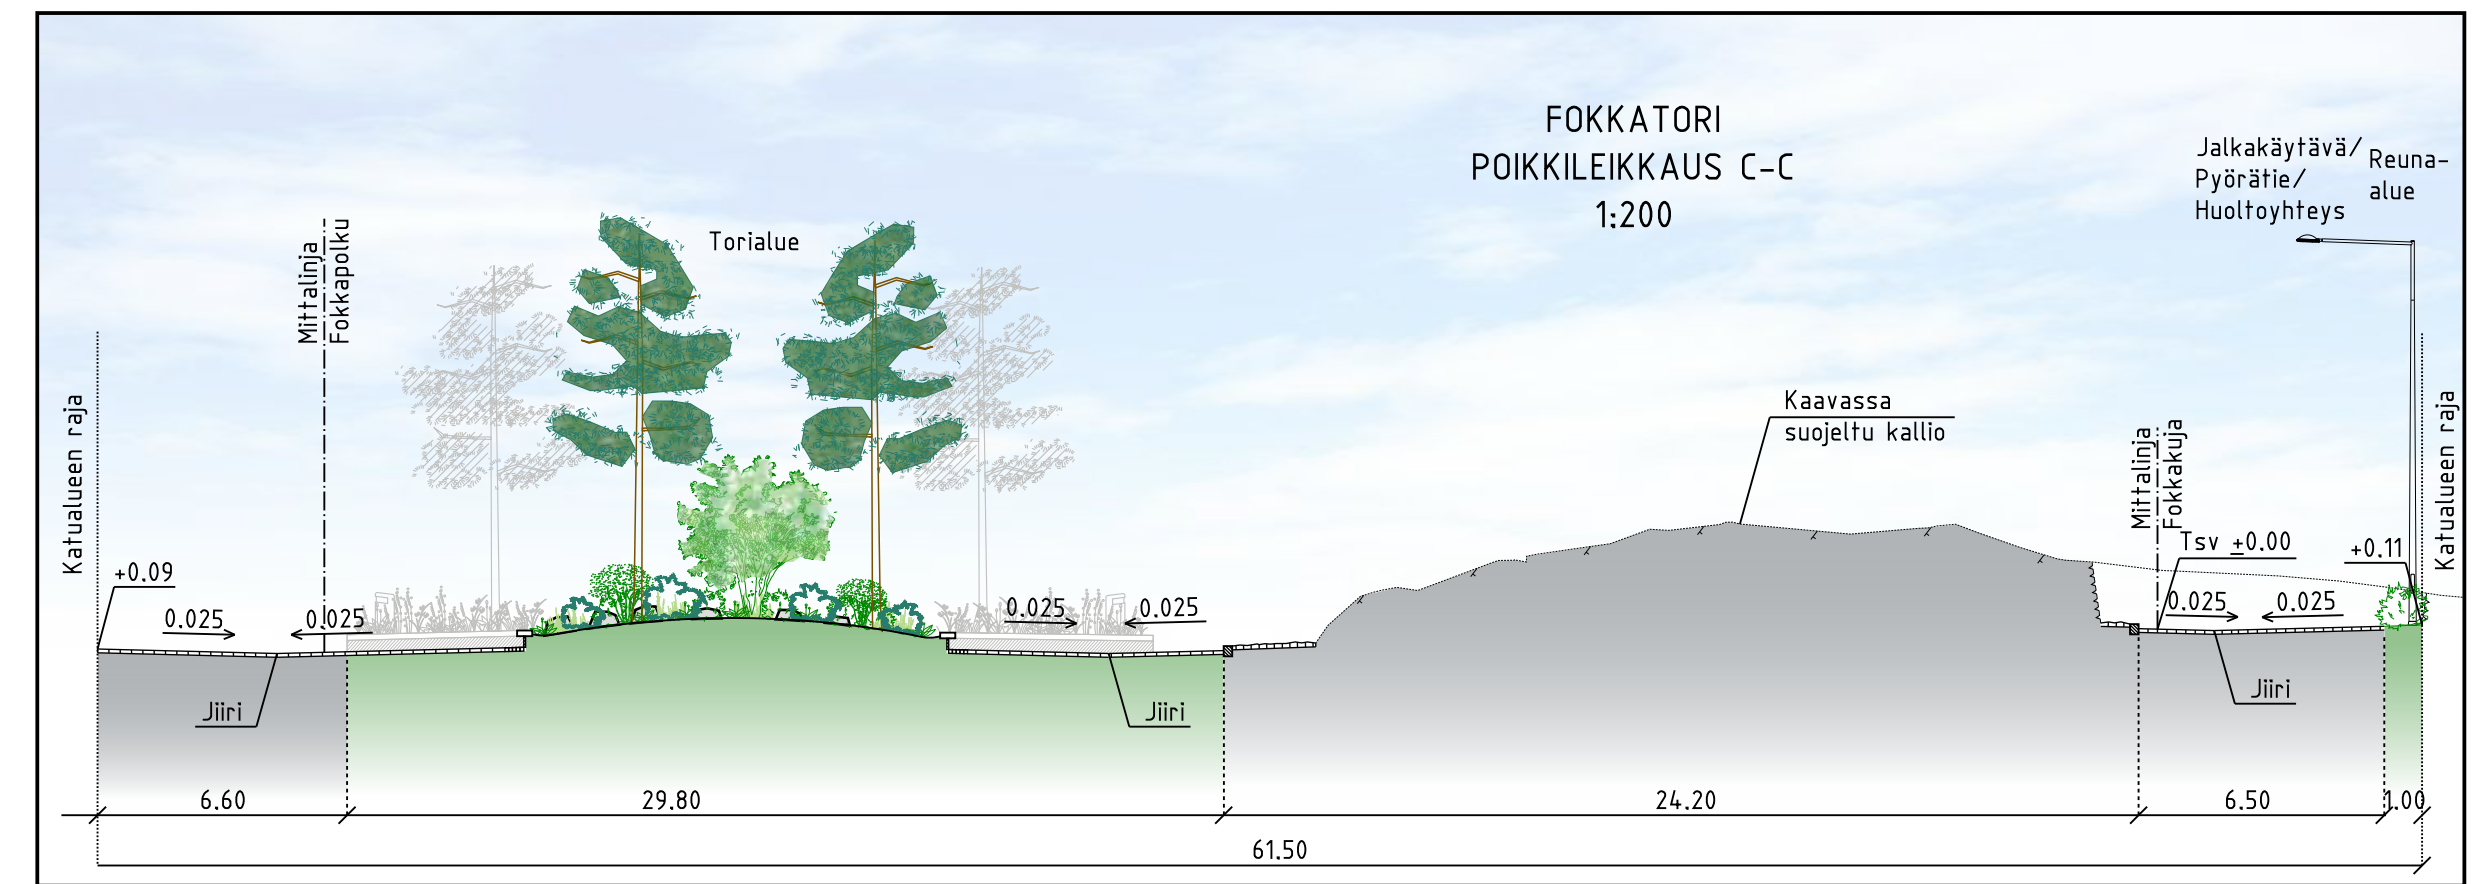 FOKKATORI
POIKKILEIKKAUS C-C
1:200
Jalkakäytävä/
Pyörätie/
Huoltoyhteys
Reuna-
alue
Torialue
Mittalinja
Fokkapolku
Katualueen raja
Kaavassa
suojeltu kallio
Mittalinja
Fokkakuja
Katualueen raja
Tsv ±0.00
+0.11
+0.09
0.025
0.025
0.025
0.025
0.025
0.025
Jiiri
Jiiri
Jiiri
6.60
29.80
24.20
6.50
1.00
61.50